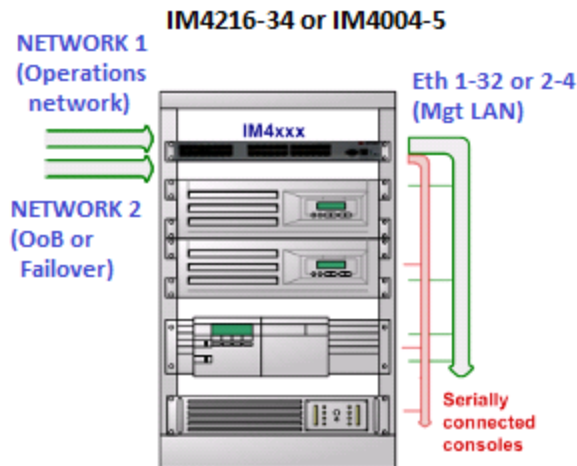 IM4216-34 or IM4004-5
NETWORK 1
(Operations
network)
Eth 1-32 or 2-4
(Mgt LAN)
IM4xxx
NETWORK 2
(OoB or
Failover)
Serially
connected
consoles